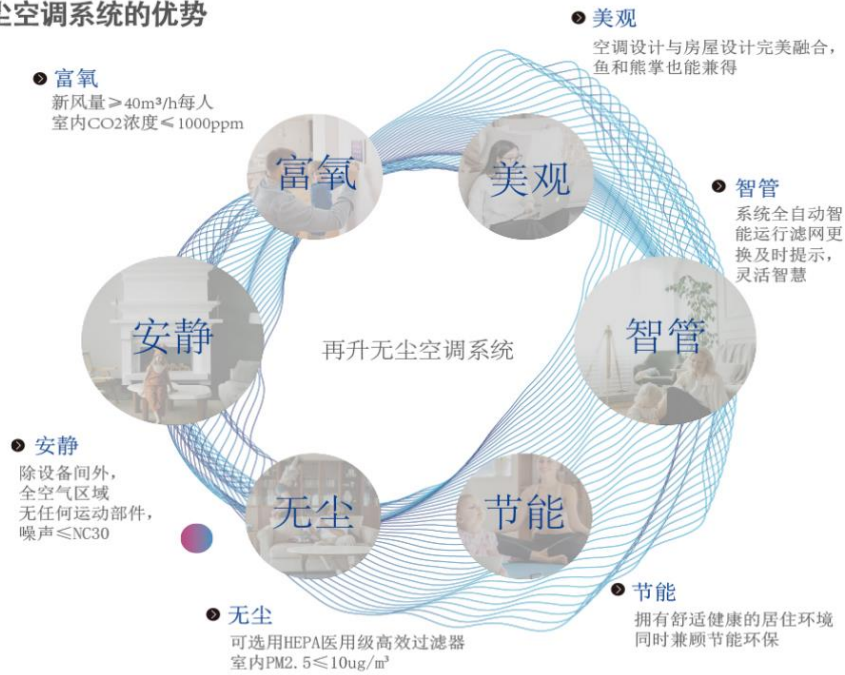 尘空调系统的优势
美观
空调设计与房屋设计完美融合，
鱼和熊掌也能兼得
富氧
新风量≥40m³/h每人
室内CO2浓度≤1000ppm
富氧
美观
智管
系统全自动智
能运行滤网更
换及时提示，
灵活智慧
安静
智管
再升无尘空调系统
安静
除设备间外，
全空气区域
无任何运动部件，
噪声≤NC30
无尘
节能
节能
拥有舒适健康的居住环境
同时兼顾节能环保
无尘
可选用HEPA医用级高效过滤器
室内PM2.5≤10ug/m³